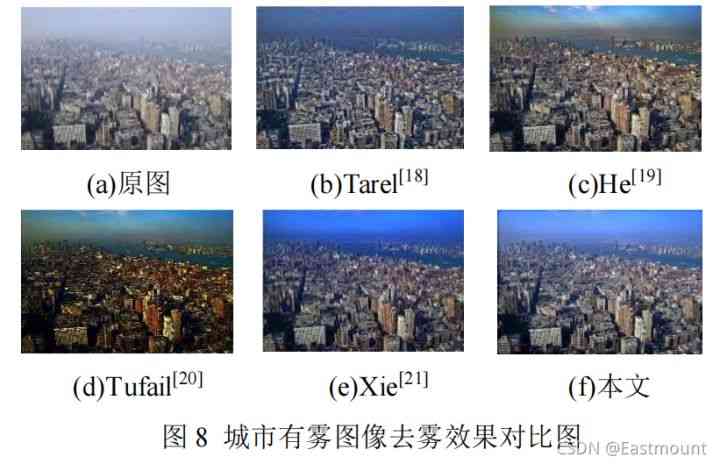 (a)原图 (b)Tarel[18] (c)He[19]
(d)Tufail[20] (e)Xie[21] (f)本文
图 8 城市有雾图像去雾效果对比图
CSDN @Eastmount